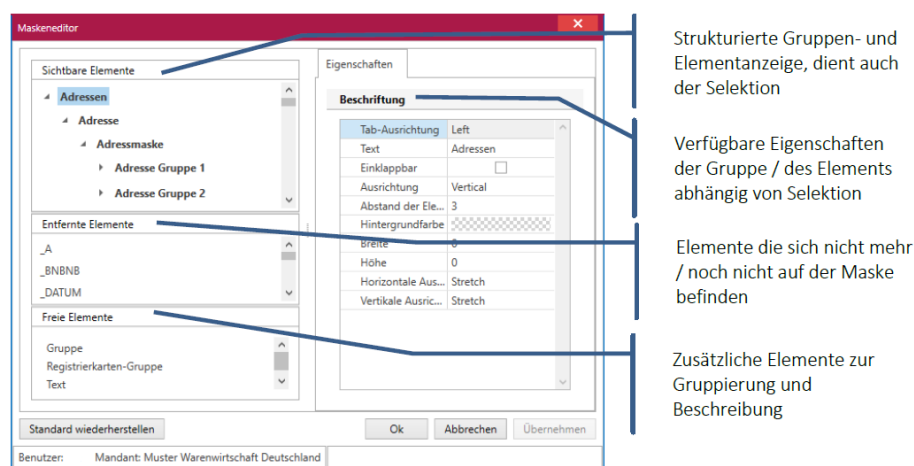 Maskeneditor
Sichtbare Elemente
Adressen
Adresse
Adressmaske
Adresse Gruppe 1
Adresse Gruppe 2
Entfernte Elemente
_A
_BNBNB
_DATUM
Freie Elemente
Gruppe
Registrierkarten-Gruppe
Text
Eigenschaften
Beschriftung
Tab-Ausrichtung Left
Text Adressen
Einklappbar
Ausrichtung Vertical
Abstand der Ele... 3
Hintergrundfarbe
Breite 0
Höhe 0
Horizontale Aus... Stretch
Vertikale Ausric... Stretch
Standard wiederherstellen
Ok Abbrechen Übernehmen
Benutzer: Mandant: Muster Warenwirtschaft Deutschland
Strukturierte Gruppen- und
Elementanzeige, dient auch
der Selektion
Verfügbare Eigenschaften
der Gruppe / des Elements
abhängig von Selektion
Elemente die sich nicht mehr
/ noch nicht auf der Maske
befinden
Zusätzliche Elemente zur
Gruppierung und
Beschreibung